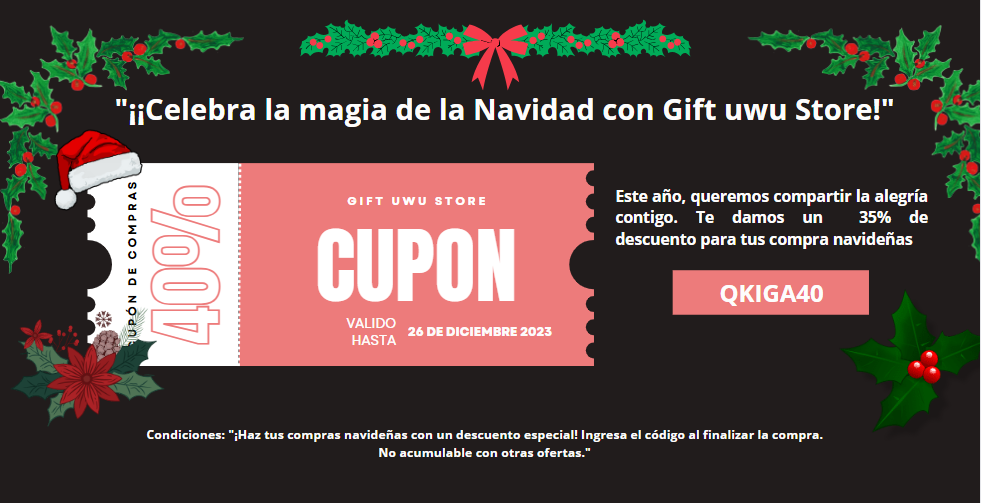 "¡¡Celebra la magia de la Navidad con Gift uwu Store!"
CUPÓN DE COMPRAS
40%
GIFT UWU STORE
CUPON
VALIDO
HASTA
26 DE DICIEMBRE 2023
Este año, queremos compartir la alegría
contigo. Te damos un 35% de
descuento para tus compra navideñas
QKIGA40
Condiciones: "¡Haz tus compras navideñas con un descuento especial! Ingresa el código al finalizar la compra.
No acumulable con otras ofertas."